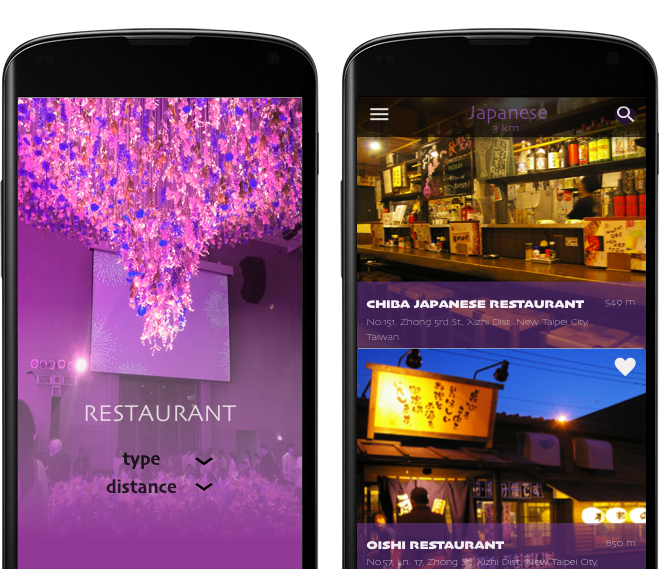 RESTAURANT
type
distance
Japanese
3 km
CHIBA JAPANESE RESTAURANT
549 m
No.151, Zhong 3rd St., Xizhi Dist., New Taipei City,
Taiwan
OISHI RESTAURANT
850 m
No.57, Ln. 17, Zhong St., Xizhi Dist., New Taipei City,